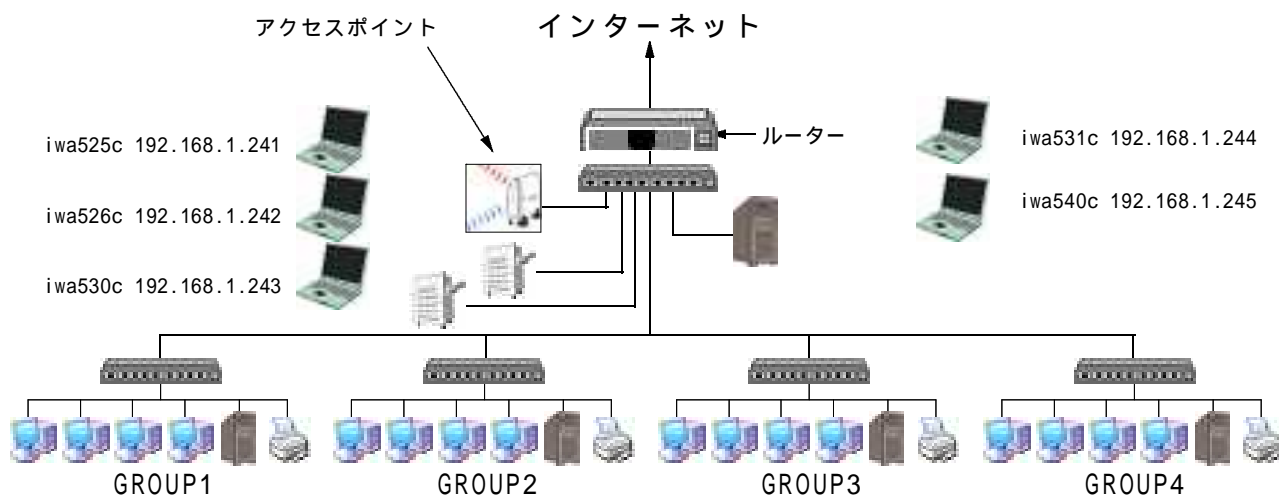 アクセスポイント
インターネット
ルーター
iwa525c 192.168.1.241
iwa526c 192.168.1.242
iwa530c 192.168.1.243
iwa531c 192.168.1.244
iwa540c 192.168.1.245
GROUP1
GROUP2
GROUP3
GROUP4